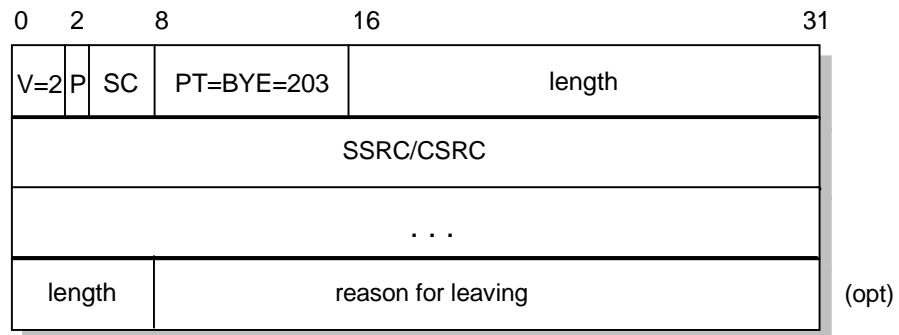 0 2 8 16 31
V=2 P SC PT=BYE=203 length
SSRC/CSRC
. . .
length reason for leaving (opt)